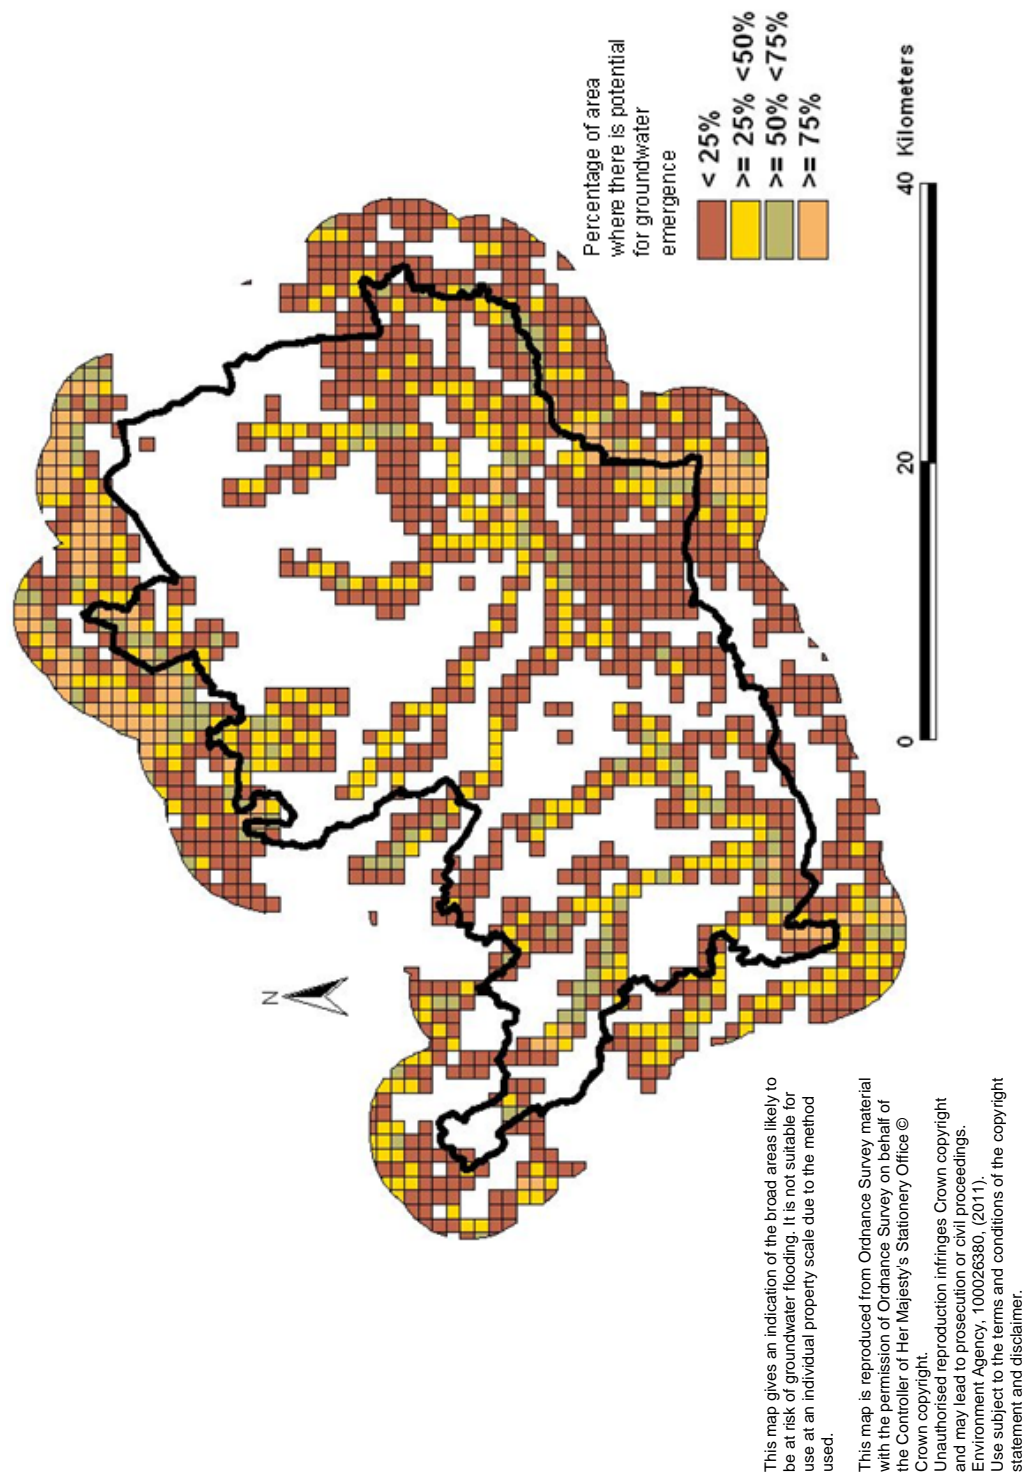 N
Percentage of area
where there is potential
for groundwater
emergence
< 25%
>= 25% <50%
>= 50% <75%
>= 75%
0 20 40 Kilometers
This map gives an indication of the broad areas likely to
be at risk of groundwater flooding. It is not suitable for
use at an individual property scale due to the method
used.
This map is reproduced from Ordnance Survey material
with the permission of Ordnance Survey on behalf of
the Controller of Her Majesty's Stationery Office ©
Crown copyright.
Unauthorised reproduction infringes Crown copyright
and may lead to prosecution or civil proceedings.
Environment Agency, 100026380, (2011).
Use subject to the terms and conditions of the copyright
statement and disclaimer.